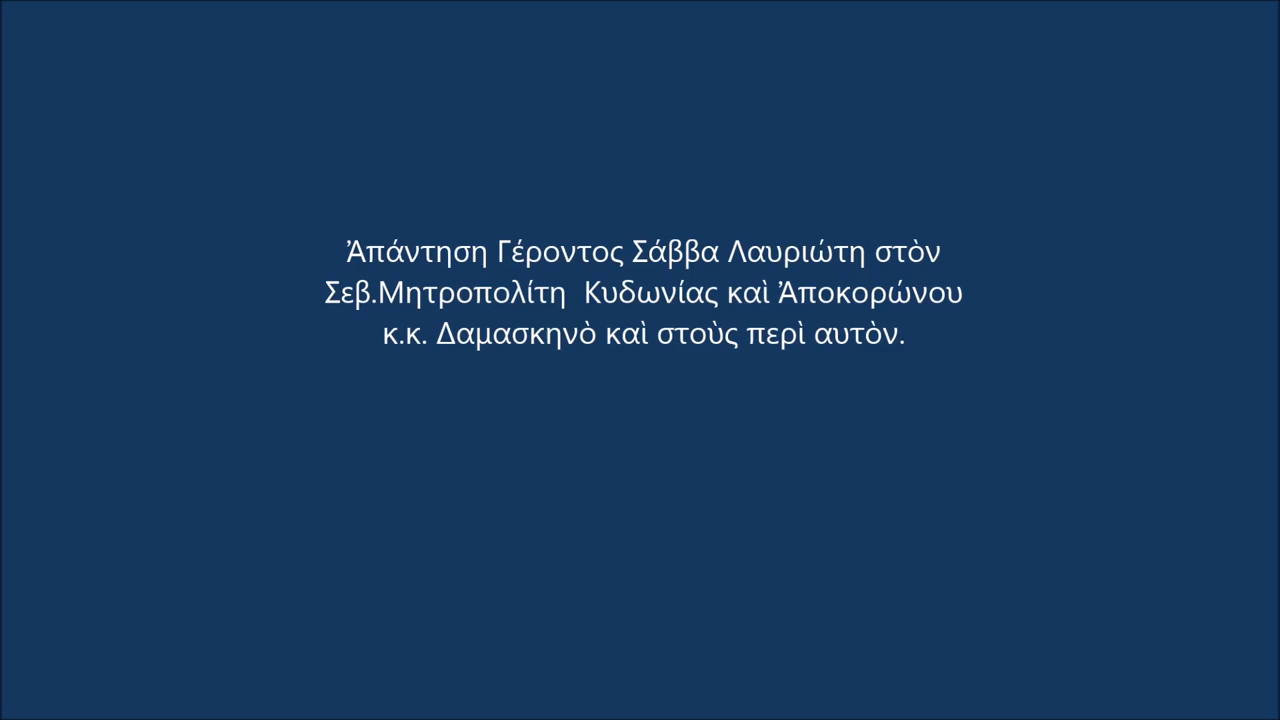 Ἀπάντηση Γέροντος Σάββα Λαυριώτη στὸν
Σεβ.Μητροπολίτη  Κυδωνίας καὶ Ἀποκορώνου
κ.κ. Δαμασκηνὸ καὶ στοὺς περὶ αυτὸν.